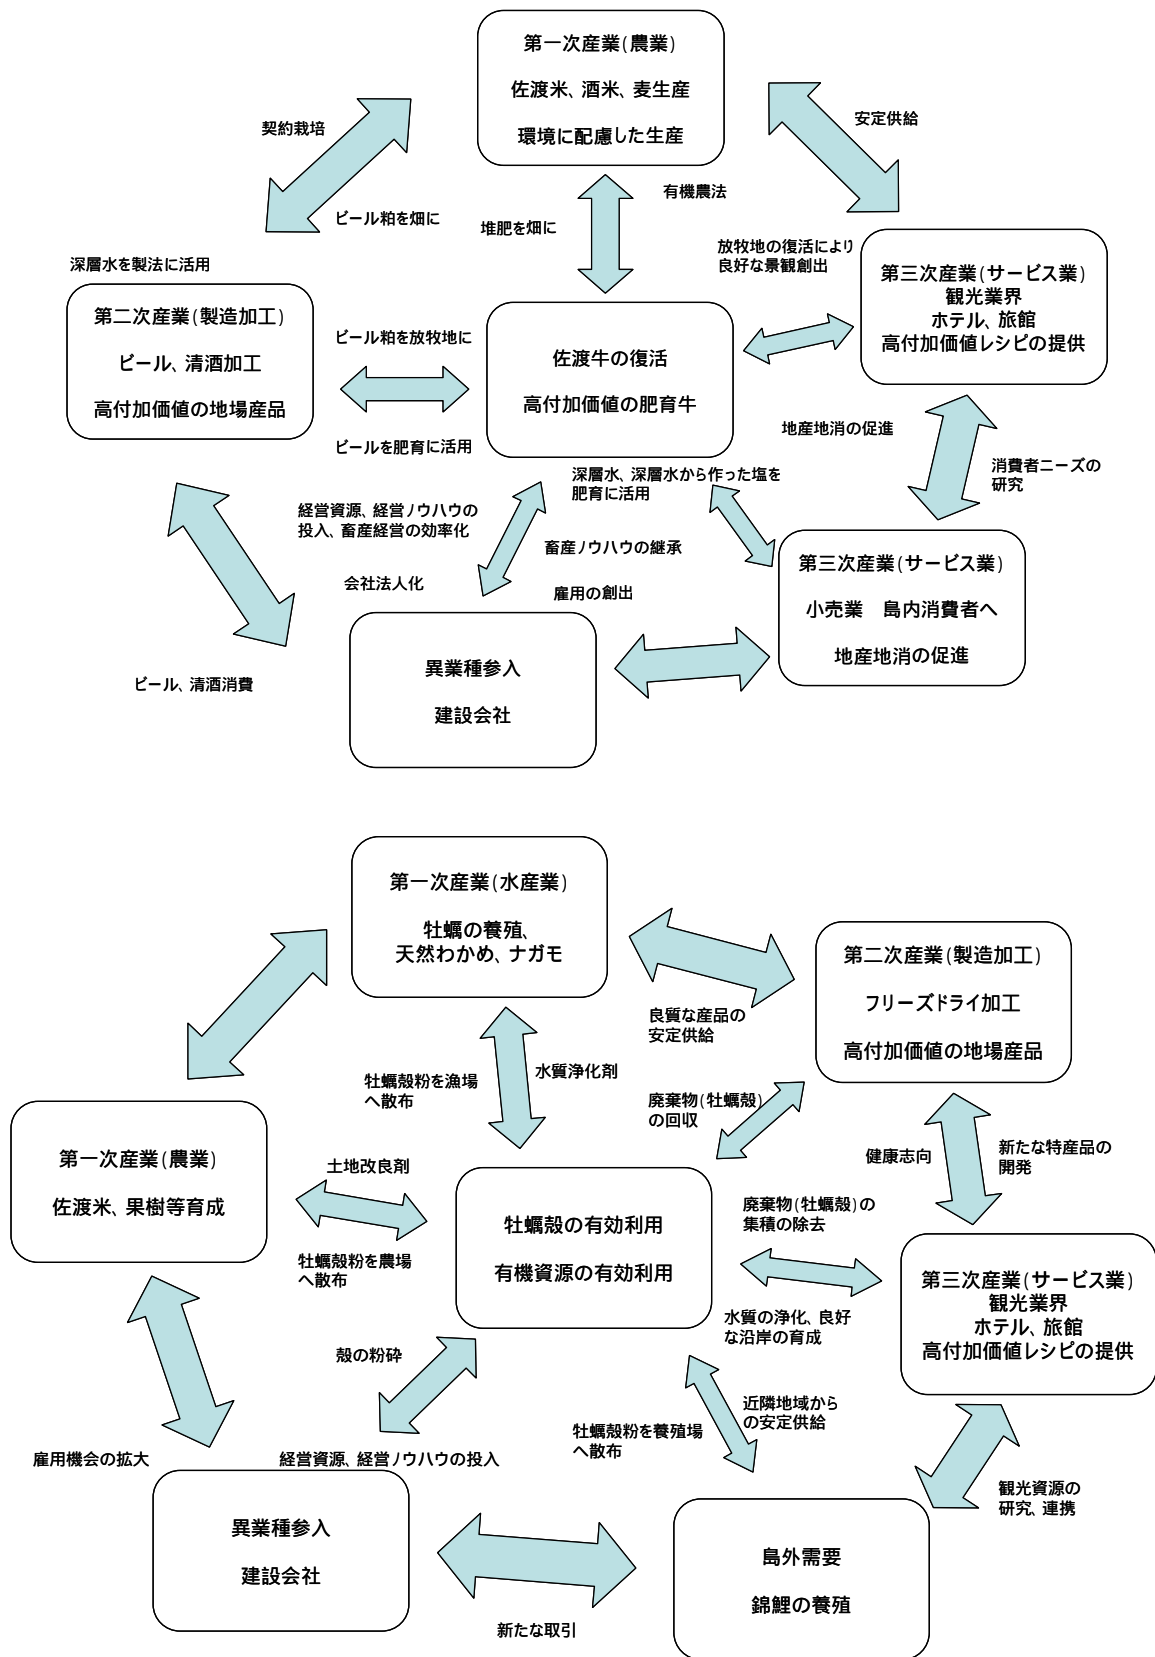 第一次産業(農業)
佐渡米、酒米、麦生産
環境に配慮した生産
契約栽培
安定供給
ビール粕を畑に
堆肥を畑に
有機農法
放牧地の復活により
良好な景観創出
深層水を製法に活用
第二次産業(製造加工)
ビール、清酒加工
高付加価値の地場産品
ビール粕を放牧地に
ビールを肥育に活用
佐渡牛の復活
高付加価値の肥育牛
第三次産業(サービス業)
観光業界
ホテル、旅館
高付加価値レシピの提供
地産地消の促進
消費者ニーズの
研究
深層水、深層水から作った塩を
肥育に活用
経営資源、経営ノウハウの
投入、畜産経営の効率化
畜産ノウハウの継承
会社法人化
雇用の創出
第三次産業(サービス業)
小売業　島内消費者へ
地産地消の促進
異業種参入
建設会社
ビール、清酒消費
第一次産業(水産業)
牡蠣の養殖、
天然わかめ、ナガモ
第二次産業(製造加工)
フリーズドライ加工
高付加価値の地場産品
良質な産品の
安定供給
牡蠣殻粉を漁場
へ散布
水質浄化剤
廃棄物(牡蠣殻)
の回収
健康志向
新たな特産品の
開発
第一次産業(農業)
佐渡米、果樹等育成
土地改良剤
牡蠣殻粉を農場
へ散布
牡蠣殻の有効利用
有機資源の有効利用
廃棄物(牡蠣殻)の
集積の除去
水質の浄化、良好
な沿岸の育成
第三次産業(サービス業)
観光業界
ホテル、旅館
高付加価値レシピの提供
殻の粉砕
牡蠣殻粉を養殖場
へ散布
近隣地域から
の安定供給
雇用機会の拡大
経営資源、経営ノウハウの投入
観光資源の
研究、連携
異業種参入
建設会社
新たな取引
島外需要
錦鯉の養殖